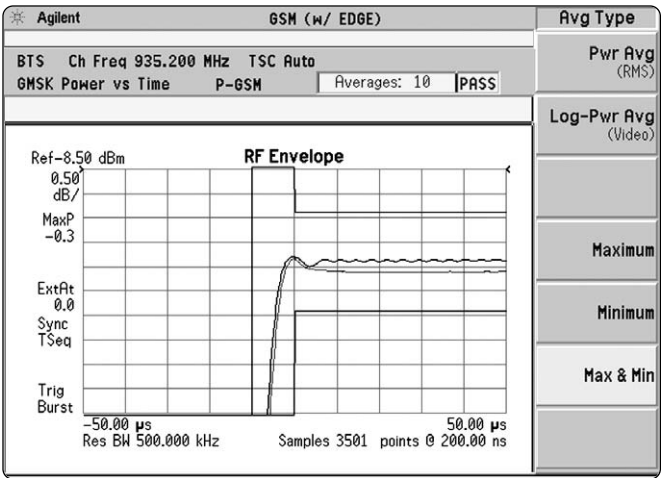 Agilent GSM (w/ EDGE) Avg Type
BTS Ch Freq 935.200 MHz TSC Auto
GMSK Power vs Time P-GSM Averages: 10 PASS
Ref-8.50 dBm RF Envelope
0.50
dB/
MaxP
-0.3
ExtAt
0.0
Sync
TSeq
Trig
Burst
-50.00 µs 50.00 µs
Res BW 500.000 kHz Samples 3501 points @ 200.00 ns
Pwr Avg
(RMS)
Log-Pwr Avg
(Video)
Maximum
Minimum
Max & Min